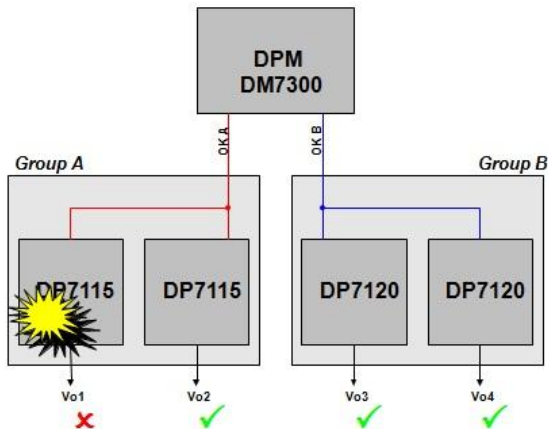 DPM
DM7300
OK A
OK B
Group A
Group B
DP7115
DP7115
DP7120
DP7120
Vo1
Vo2
Vo3
Vo4